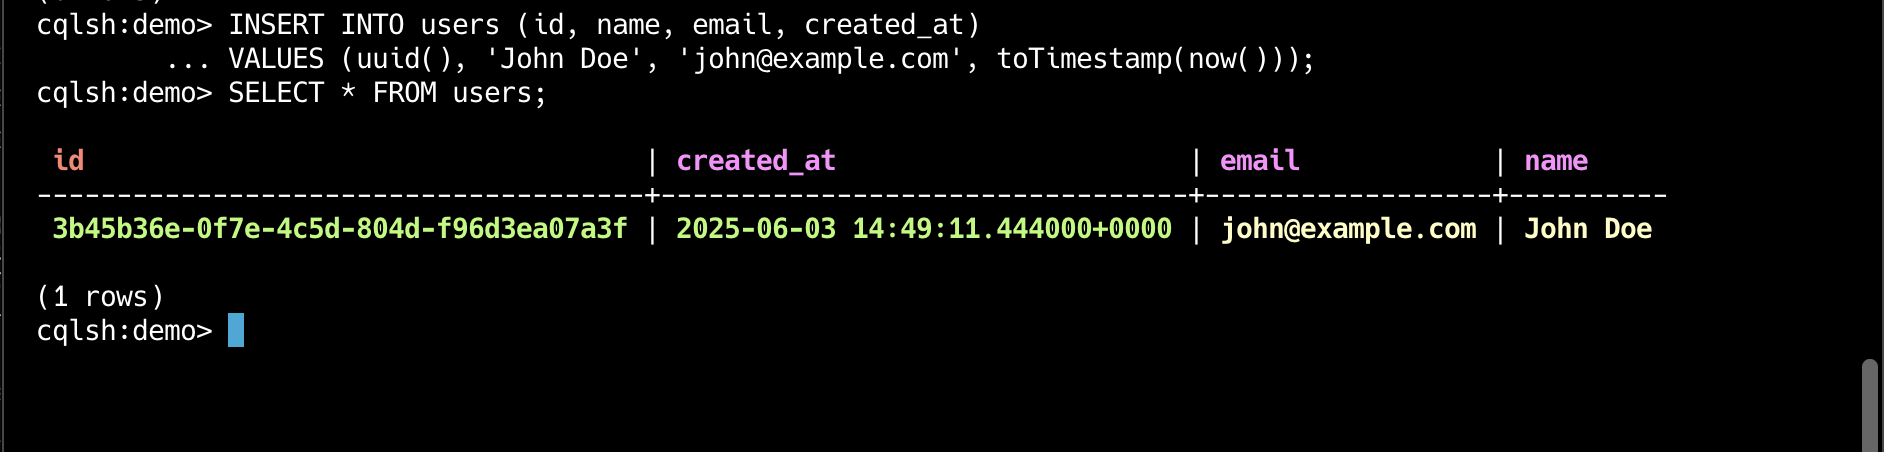 cqlsh:demo> INSERT INTO users (id, name, email, created_at)
        ... VALUES (uuid(), 'John Doe', 'john@example.com', toTimestamp(now()));
cqlsh:demo> SELECT * FROM users;
 id                                   | created_at                      | email            | name
--------------------------------------+---------------------------------+------------------+----------
 3b45b36e-0f7e-4c5d-804d-f96d3ea07a3f | 2025-06-03 14:49:11.444000+0000 | john@example.com | John Doe
(1 rows)
cqlsh:demo>